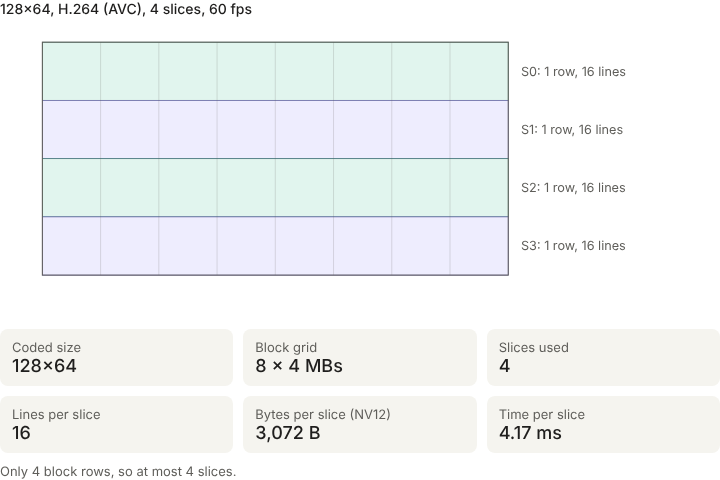 128×64, H.264 (AVC), 4 slices, 60 fps
S0: 1 row, 16 lines
S1: 1 row, 16 lines
S2: 1 row, 16 lines
S3: 1 row, 16 lines
Coded size
128×64
Block grid
8 × 4 MBs
Slices used
4
Lines per slice
16
Bytes per slice (NV12)
3,072 B
Time per slice
4.17 ms
Only 4 block rows, so at most 4 slices.